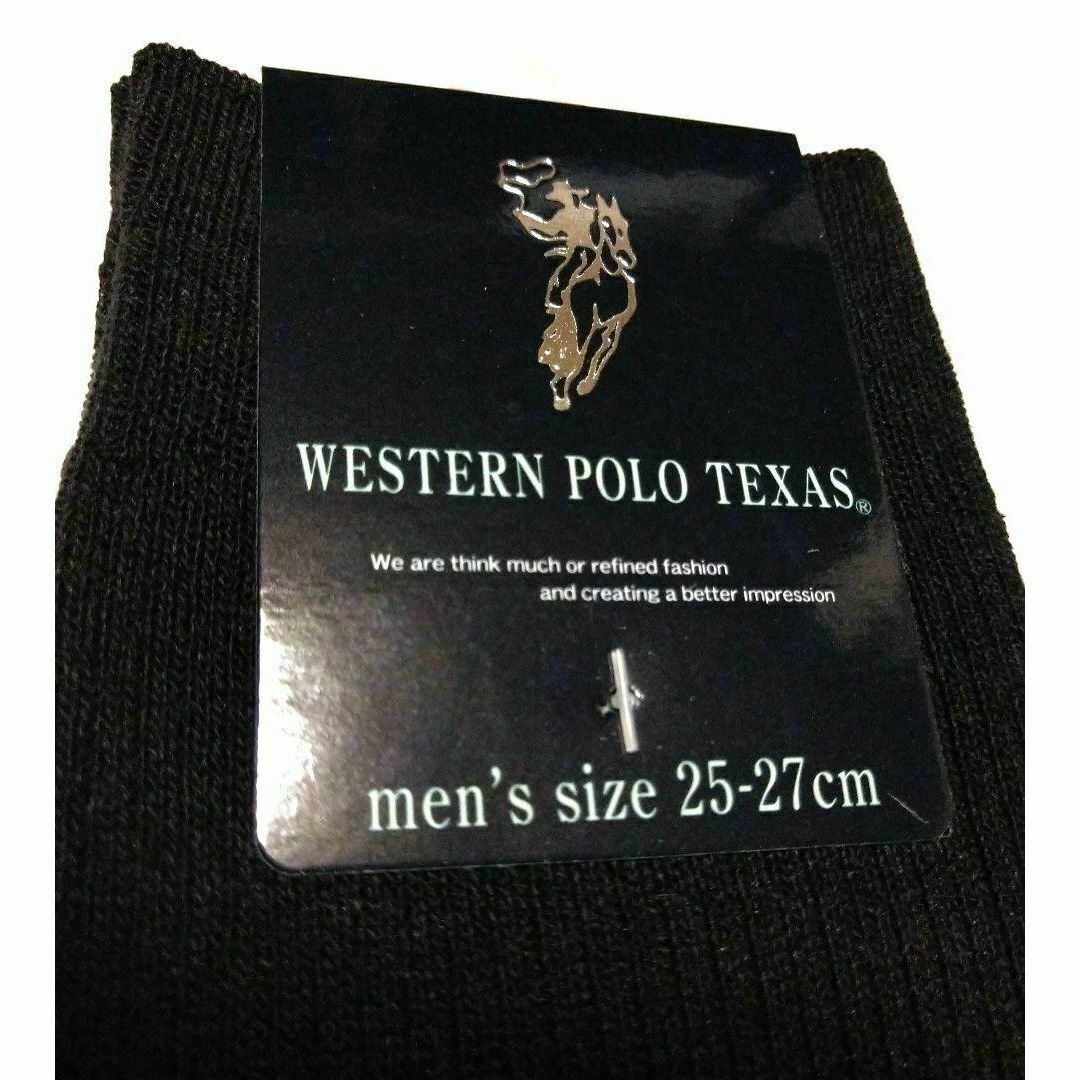 WESTERN POLO TEXAS®
We are think much or refined fashion
and creating a better impression
men's size 25-27cm